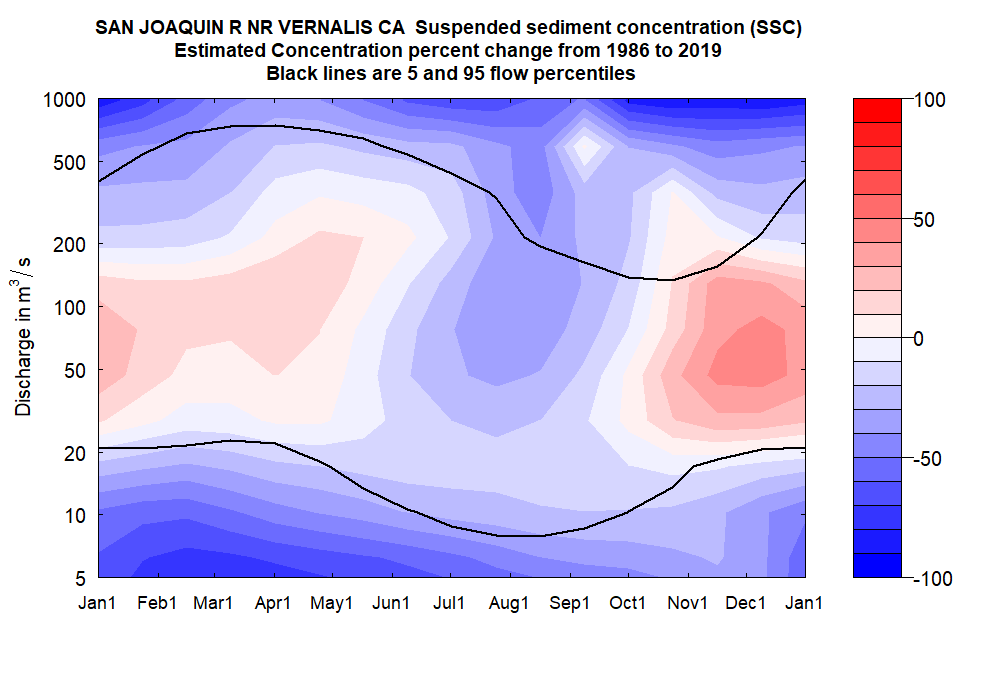 SAN JOAQUIN R NR VERNALIS CA  Suspended sediment concentration (SSC)
Estimated Concentration percent change from 1986 to 2019
Black lines are 5 and 95 flow percentiles
Discharge in m³ / s
1000
500
200
100
50
20
10
5
Jan1 Feb1 Mar1 Apr1 May1 Jun1 Jul1 Aug1 Sep1 Oct1 Nov1 Dec1 Jan1
100
50
0
-50
-100